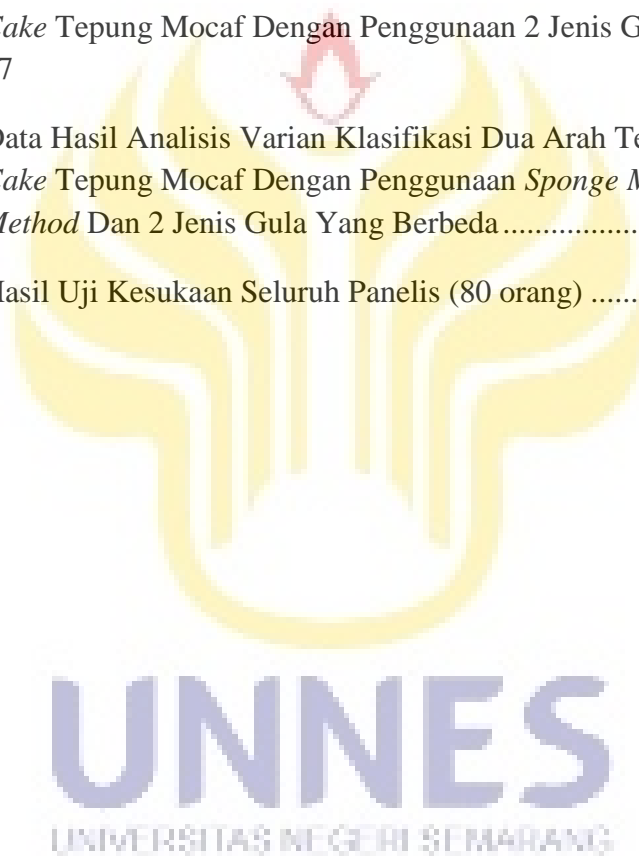 Cake Tepung Mocaf Dengan Penggunaan 2 Jenis G
7
Data Hasil Analisis Varian Klasifikasi Dua Arah Te
Cake Tepung Mocaf Dengan Penggunaan Sponge M
Method Dan 2 Jenis Gula Yang Berbeda..................
Hasil Uji Kesukaan Seluruh Panelis (80 orang) ......
UNNES
UNIVERSITAS NEGERI SEMARANG